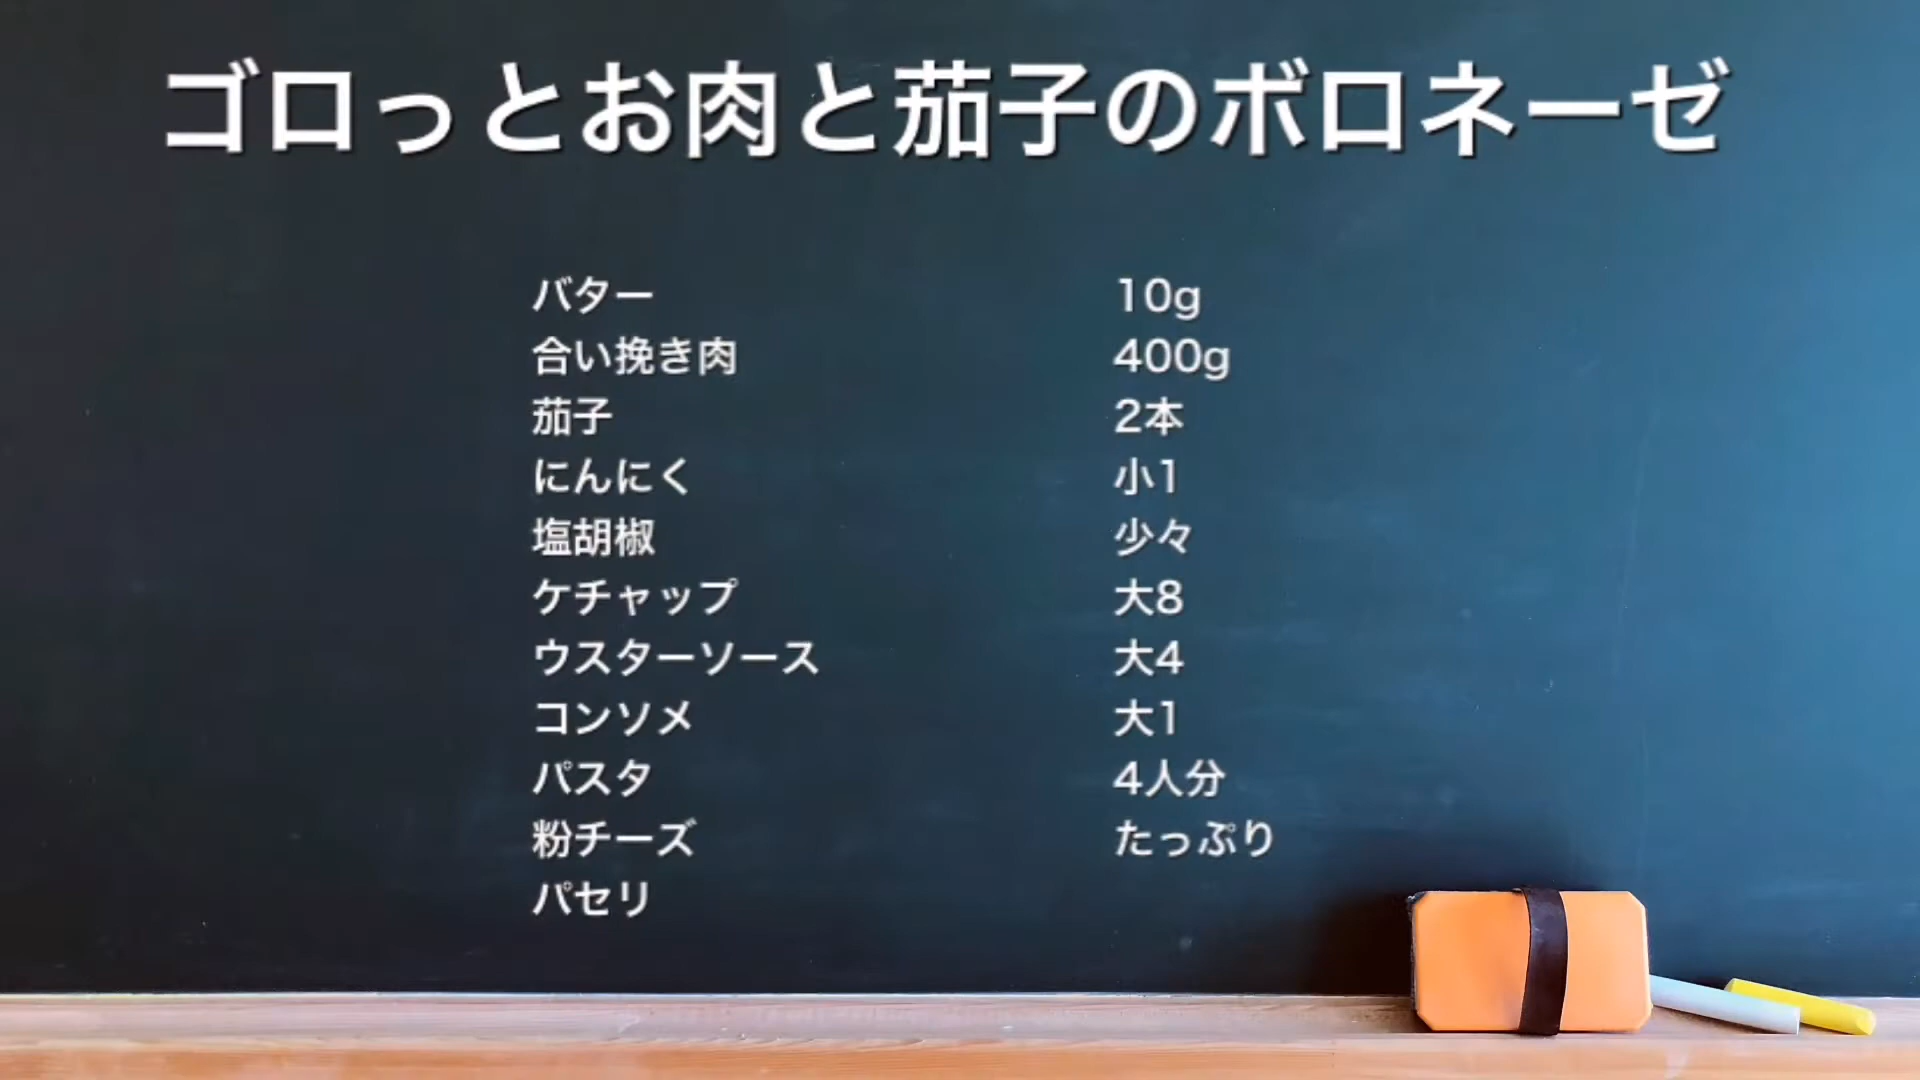 ゴロっとお肉と茄子のボロネーゼ
バター 10g
合い挽き肉 400g
茄子 2本
にんにく 小1
塩胡椒 少々
ケチャップ 大8
ウスターソース 大4
コンソメ 大1
パスタ 4人分
粉チーズ たっぷり
パセリ